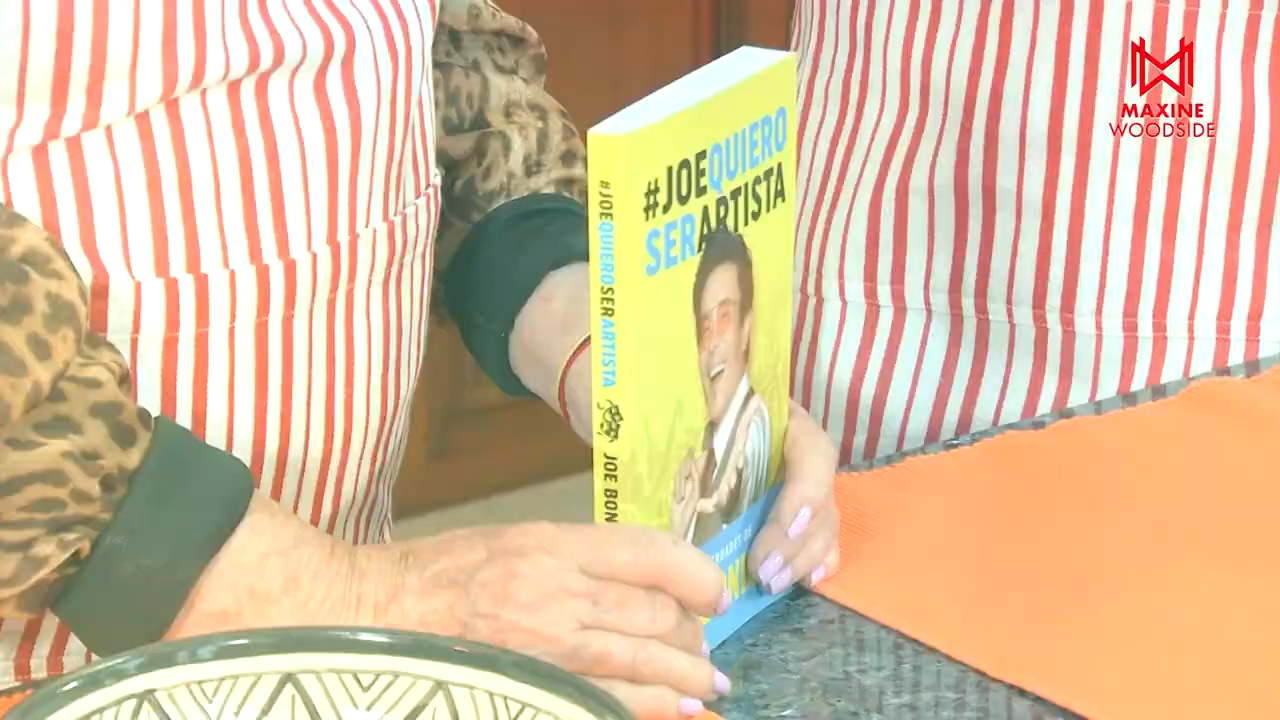 MAXINE
WOODSIDE
#JOEQUIERO
SERARTISTA
#JOEQUIEROSERARTISTA
JOE BON